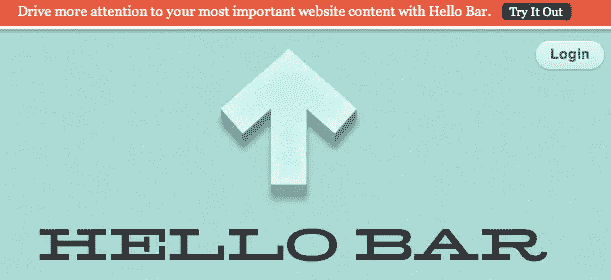 Drive more attention to your most important website content with Hello Bar. Try It Out
Login
HELLO BAR